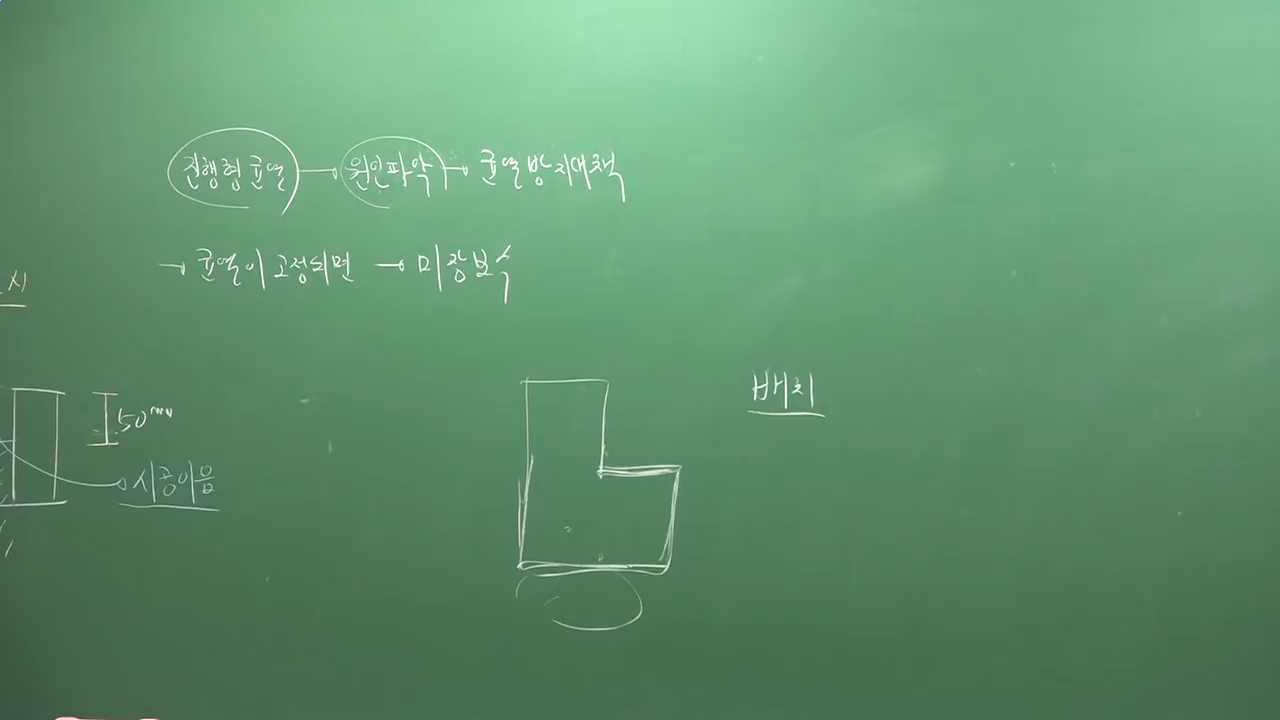 진행형 균열 → 원인파악 → 균열방지대책
→ 균열이 고정되면 → 미장보수
시
배치
50mm
시공이음